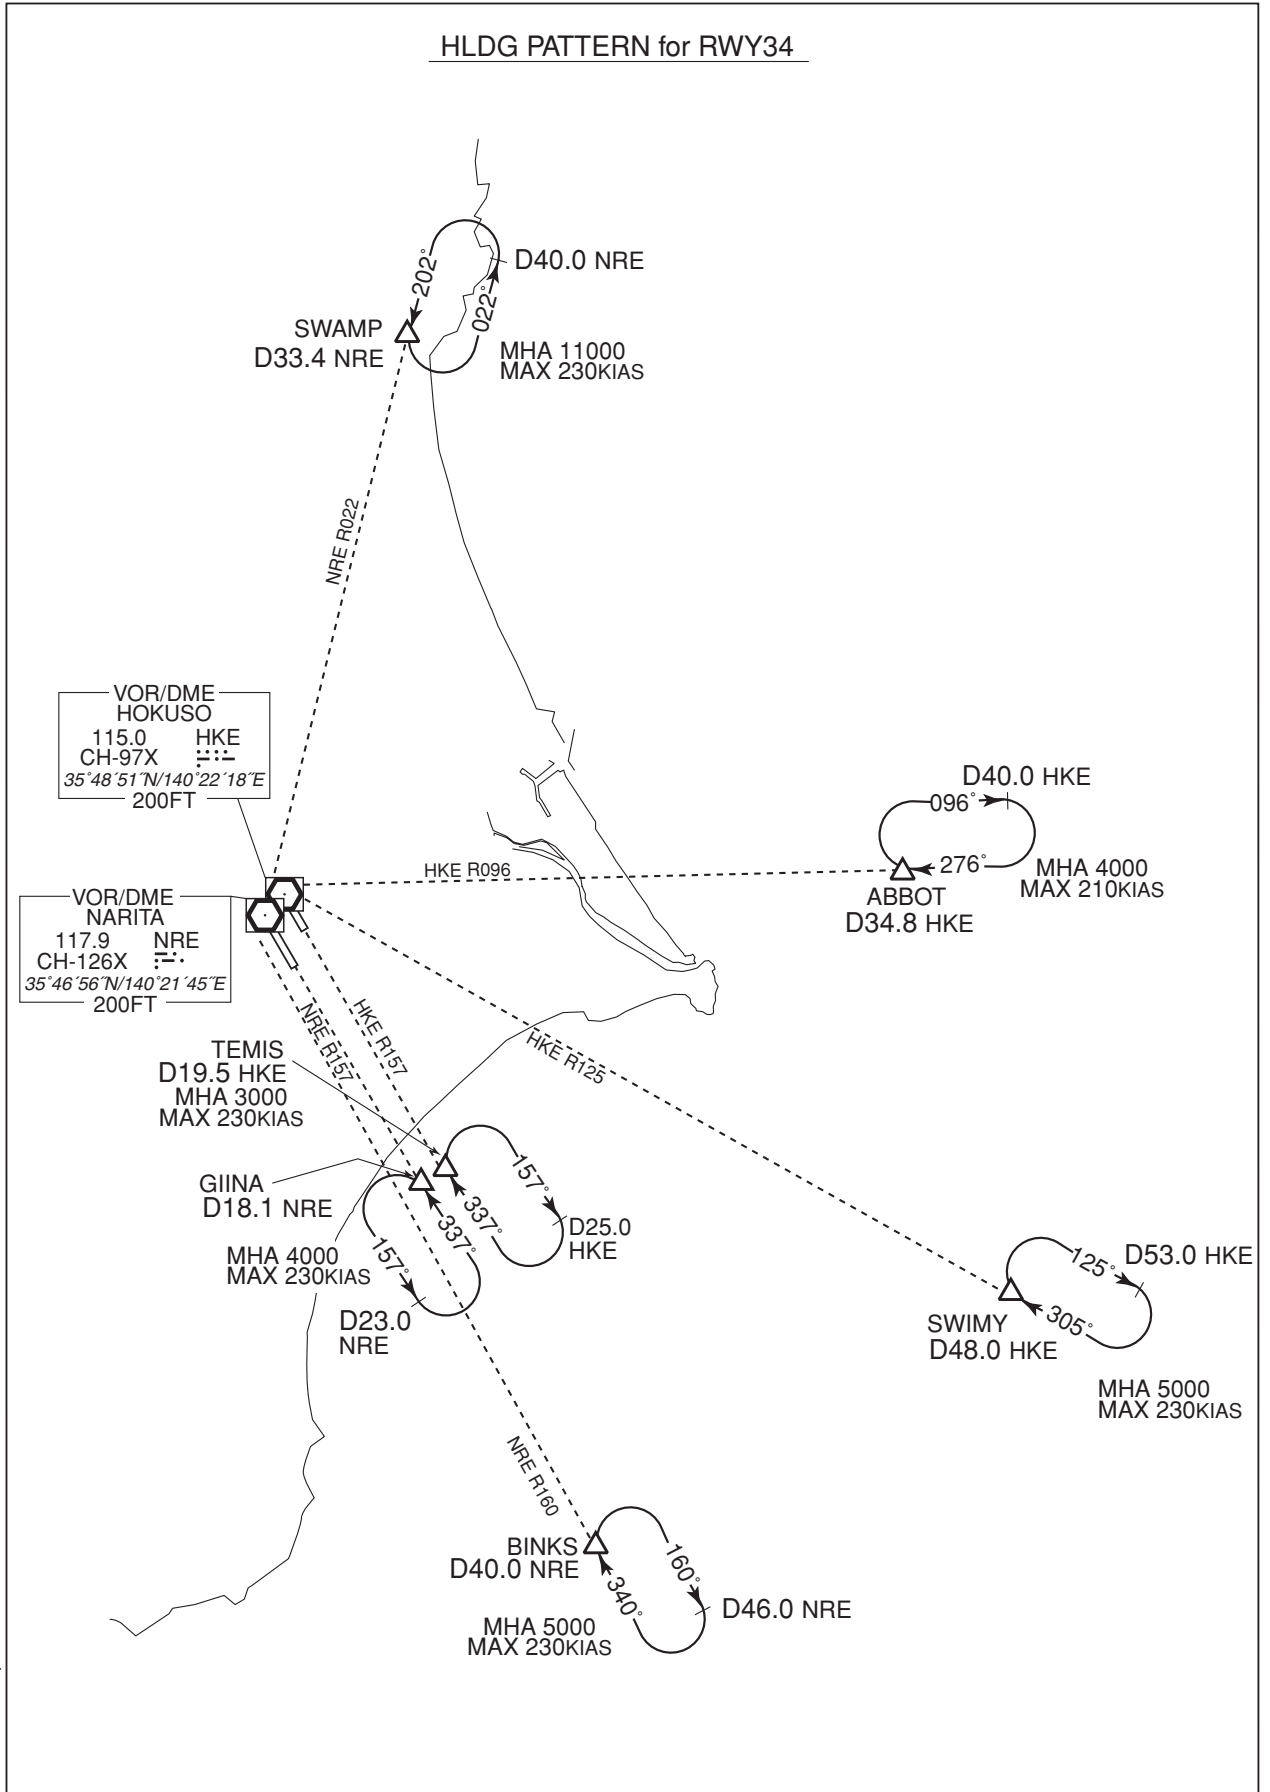 HLDG PATTERN for RWY34
202°
D40.0 NRE
022°
SWAMP
D33.4 NRE
MHA 11000
MAX 230KIAS
NRE R022
VOR/DME
HOKUSO
115.0 HKE
CH-97X
35°48´51˝N/140°22´18˝E
200FT
D40.0 HKE
096°
HKE R096
276°
MHA 4000
MAX 210KIAS
ABBOT
D34.8 HKE
VOR/DME
NARITA
117.9 NRE
CH-126X
35°46´56˝N/140°21´45˝E
200FT
NRE R157
HKE R157
HKE R125
TEMIS
D19.5 HKE
MHA 3000
MAX 230KIAS
157°
337°
D25.0
HKE
GIINA
D18.1 NRE
MHA 4000
MAX 230KIAS
157°
337°
D23.0
NRE
125°
D53.0 HKE
305°
SWIMY
D48.0 HKE
MHA 5000
MAX 230KIAS
NRE R160
BINKS
D40.0 NRE
160°
340°
D46.0 NRE
MHA 5000
MAX 230KIAS